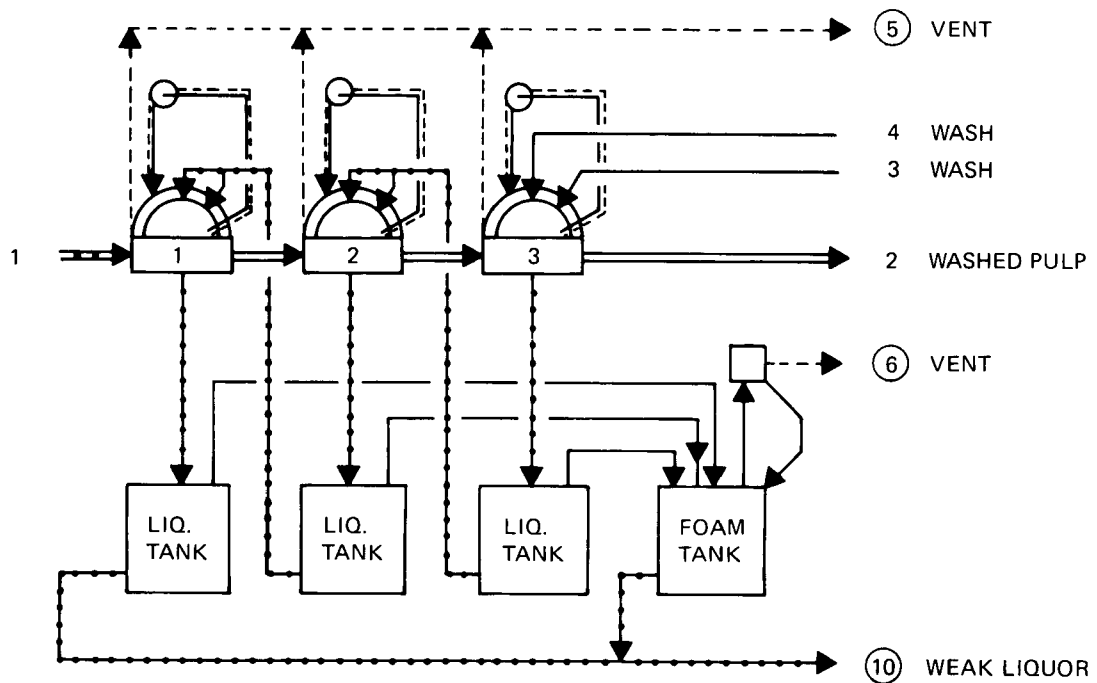 5 VENT
4 WASH
3 WASH
1
1
2
3
2 WASHED PULP
6 VENT
LIQ.
TANK
LIQ.
TANK
LIQ.
TANK
FOAM
TANK
10 WEAK LIQUOR